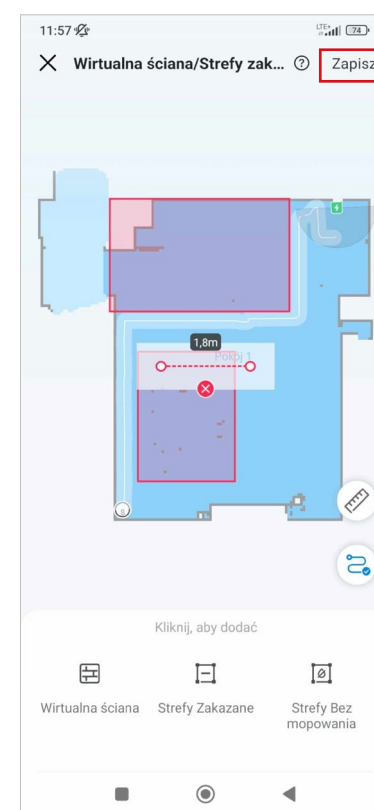 11:57
LTE+
74
Wirtualna ściana/Strefy zak... ?
Zapisz
1,8m
Pokój 1
Kliknij, aby dodać
Wirtualna ściana
Strefy Zakazane
Strefy Bez
mopowania